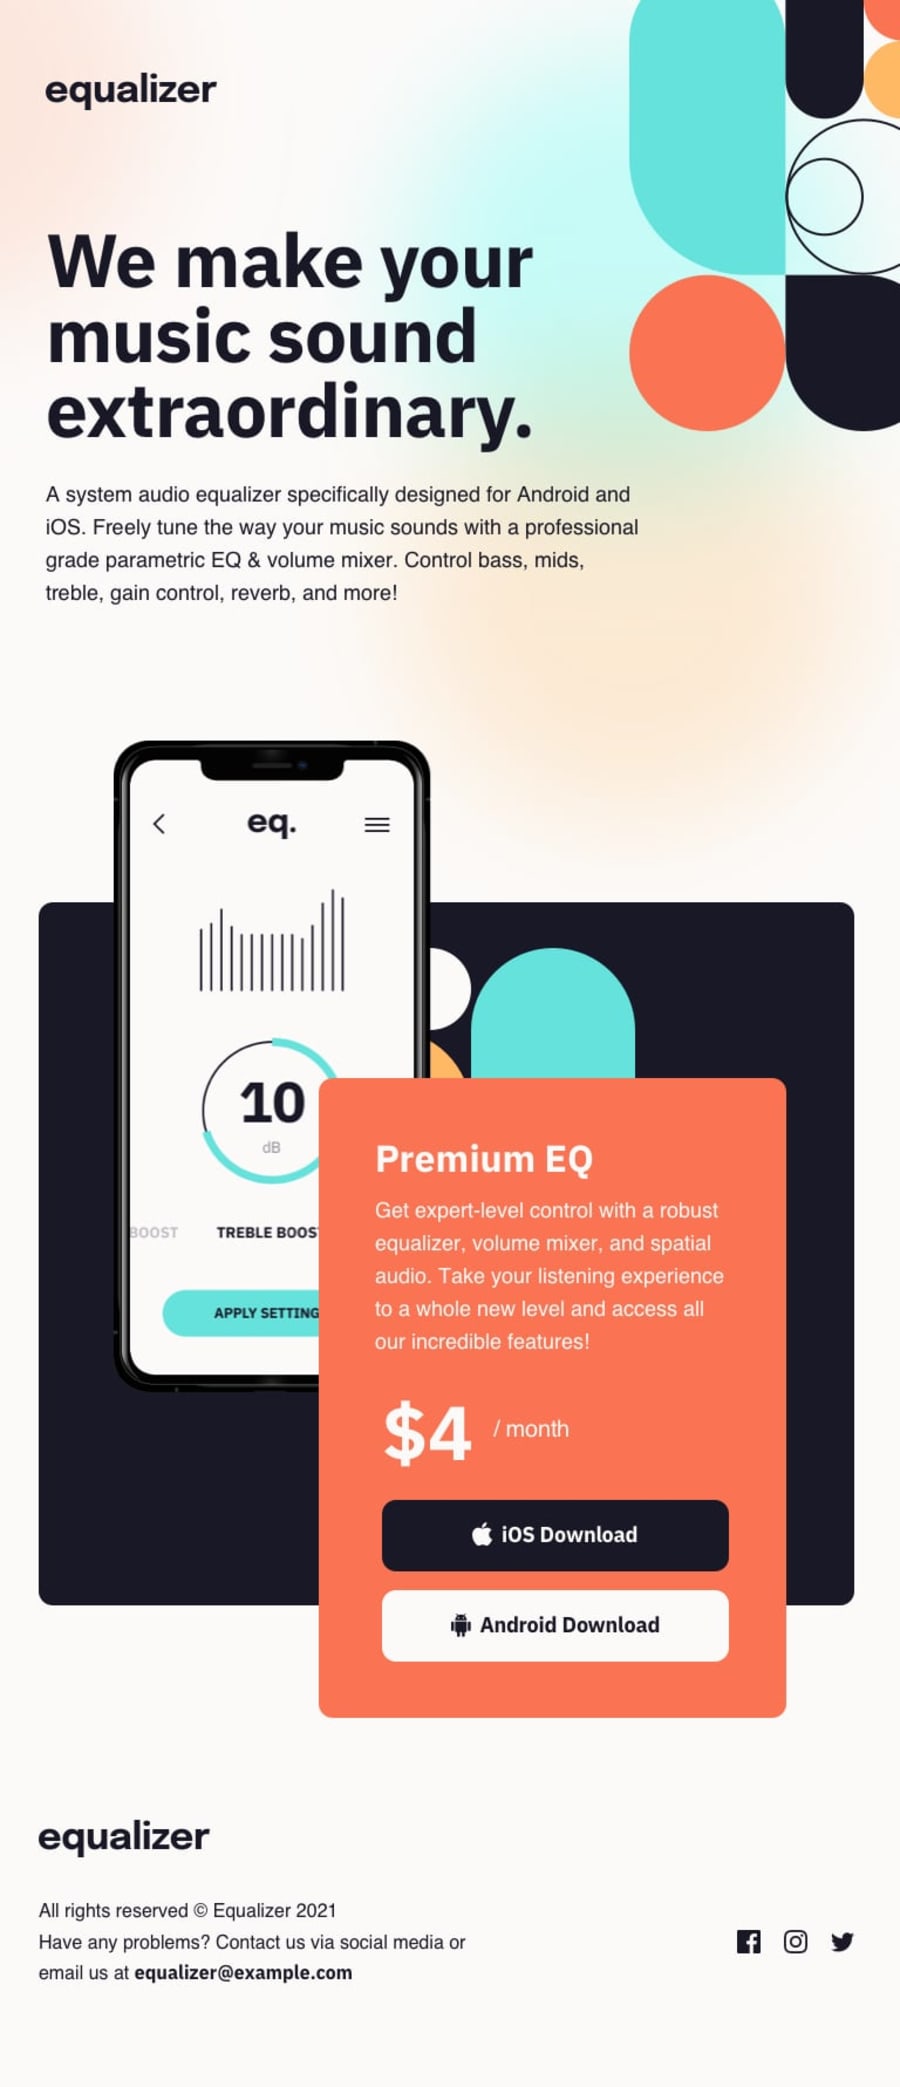 equalizer
We make your
music sound
extraordinary.
A system audio equalizer specifically designed for Android and
iOS. Freely tune the way your music sounds with a professional
grade parametric EQ & volume mixer. Control bass, mids,
treble, gain control, reverb, and more!
eq.
10
dB
BOOST TREBLE BOOST
APPLY SETTING
Premium EQ
Get expert-level control with a robust
equalizer, volume mixer, and spatial
audio. Take your listening experience
to a whole new level and access all
our incredible features!
$4 / month
iOS Download
Android Download
equalizer
All rights reserved © Equalizer 2021
Have any problems? Contact us via social media or
email us at equalizer@example.com